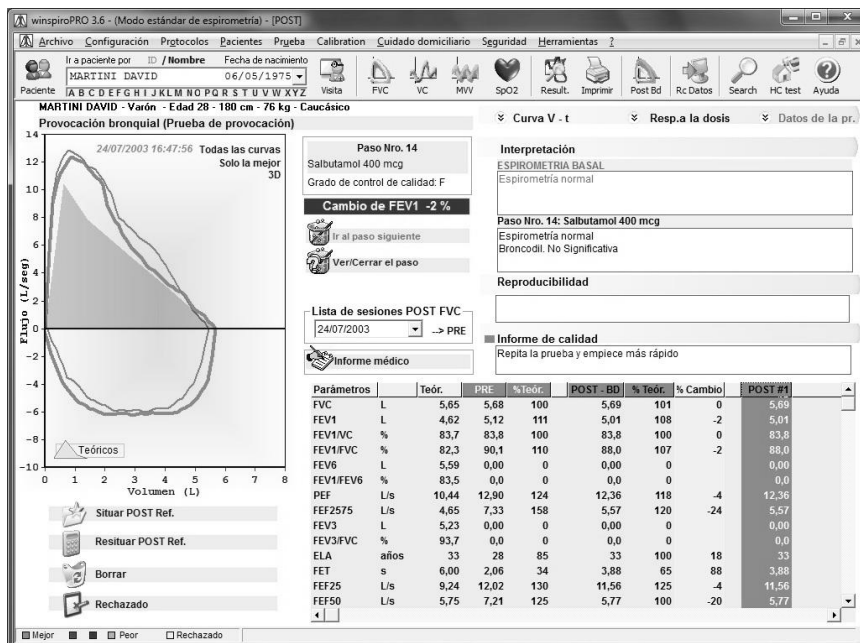 winspiroPRO 3.6 - (Modo estándar de espirometría) - [POST]
Archivo Configuración Protocolos Pacientes Prueba Calibration Cuidado domiciliario Seguridad Herramientas ?
Ir a paciente por ID / Nombre Fecha de nacimiento
MARTINI DAVID 06/05/1975
A B C D E F G H I J K L M N O P Q R S T U V W X Y Z
Paciente Visita FVC VC MVV SpO2 Result. Imprimir Post Bd Rc Datos Search HC test Ayuda
MARTINI DAVID - Varón - Edad 28 - 180 cm - 76 kg - Caucásico
Provocación bronquial (Prueba de provocación)
24/07/2003 16:47:56 Todas las curvas
Solo la mejor
3D
Flujo (L/seg)
14
12
10
8
6
4
2
0
-2
-4
-6
-8
-10
Teóricos
0 1 2 3 4 5 6 7 8
Volumen (L)
Situar POST Ref.
Resituar POST Ref.
Borrar
Rechazado
Paso Nro. 14
Salbutamol 400 mcg
Grado de control de calidad: F
Cambio de FEV1 -2 %
Ir al paso siguiente
Ver/Cerrar el paso
Lista de sesiones POST FVC
24/07/2003 --> PRE
Informe médico
Curva V - t Resp.a la dosis Datos de la pr.
Interpretación
ESPIROMETRIA BASAL
Espirometría normal
Paso Nro. 14: Salbutamol 400 mcg
Espirometría normal
Broncodil. No Significativa
Reproducibilidad
Informe de calidad
Repita la prueba y empiece más rápido
Parámetros Teór. PRE %Teór. POST - BD % Teór. % Cambio POST #1
FVC L 5,65 5,68 100 5,69 101 0 5,69
FEV1 L 4,62 5,12 111 5,01 108 -2 5,01
FEV1/VC % 83,7 83,8 100 83,8 100 0 83,8
FEV1/FVC % 82,3 90,1 110 88,0 107 -2 88,0
FEV6 L 5,59 0,00 0 0,00 0 0,00
FEV1/FEV6 % 83,5 0,0 0 0,0 0 0,0
PEF L/s 10,44 12,90 124 12,36 118 -4 12,36
FEF2575 L/s 4,65 7,33 158 5,57 120 -24 5,57
FEV3 L 5,23 0,00 0 0,00 0 0,00
FEV3/FVC % 93,7 0,0 0 0,0 0 0,0
ELA años 33 28 85 33 100 18 33
FET s 6,00 2,06 34 3,88 65 88 3,88
FEF25 L/s 9,24 12,02 130 11,56 125 -4 11,56
FEF50 L/s 5,75 7,21 125 5,77 100 -20 5,77
Mejor Peor Rechazado